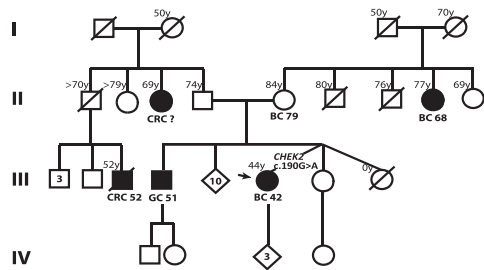 I 50y 50y 70y
II >70y >79y 69y 74y 84y 80y 76y 77y 69y
CRC ? BC 79 BC 68
CHEK2
III 52y 44y c.190G>A 0y
3 10
CRC 52 GC 51 BC 42
IV 3